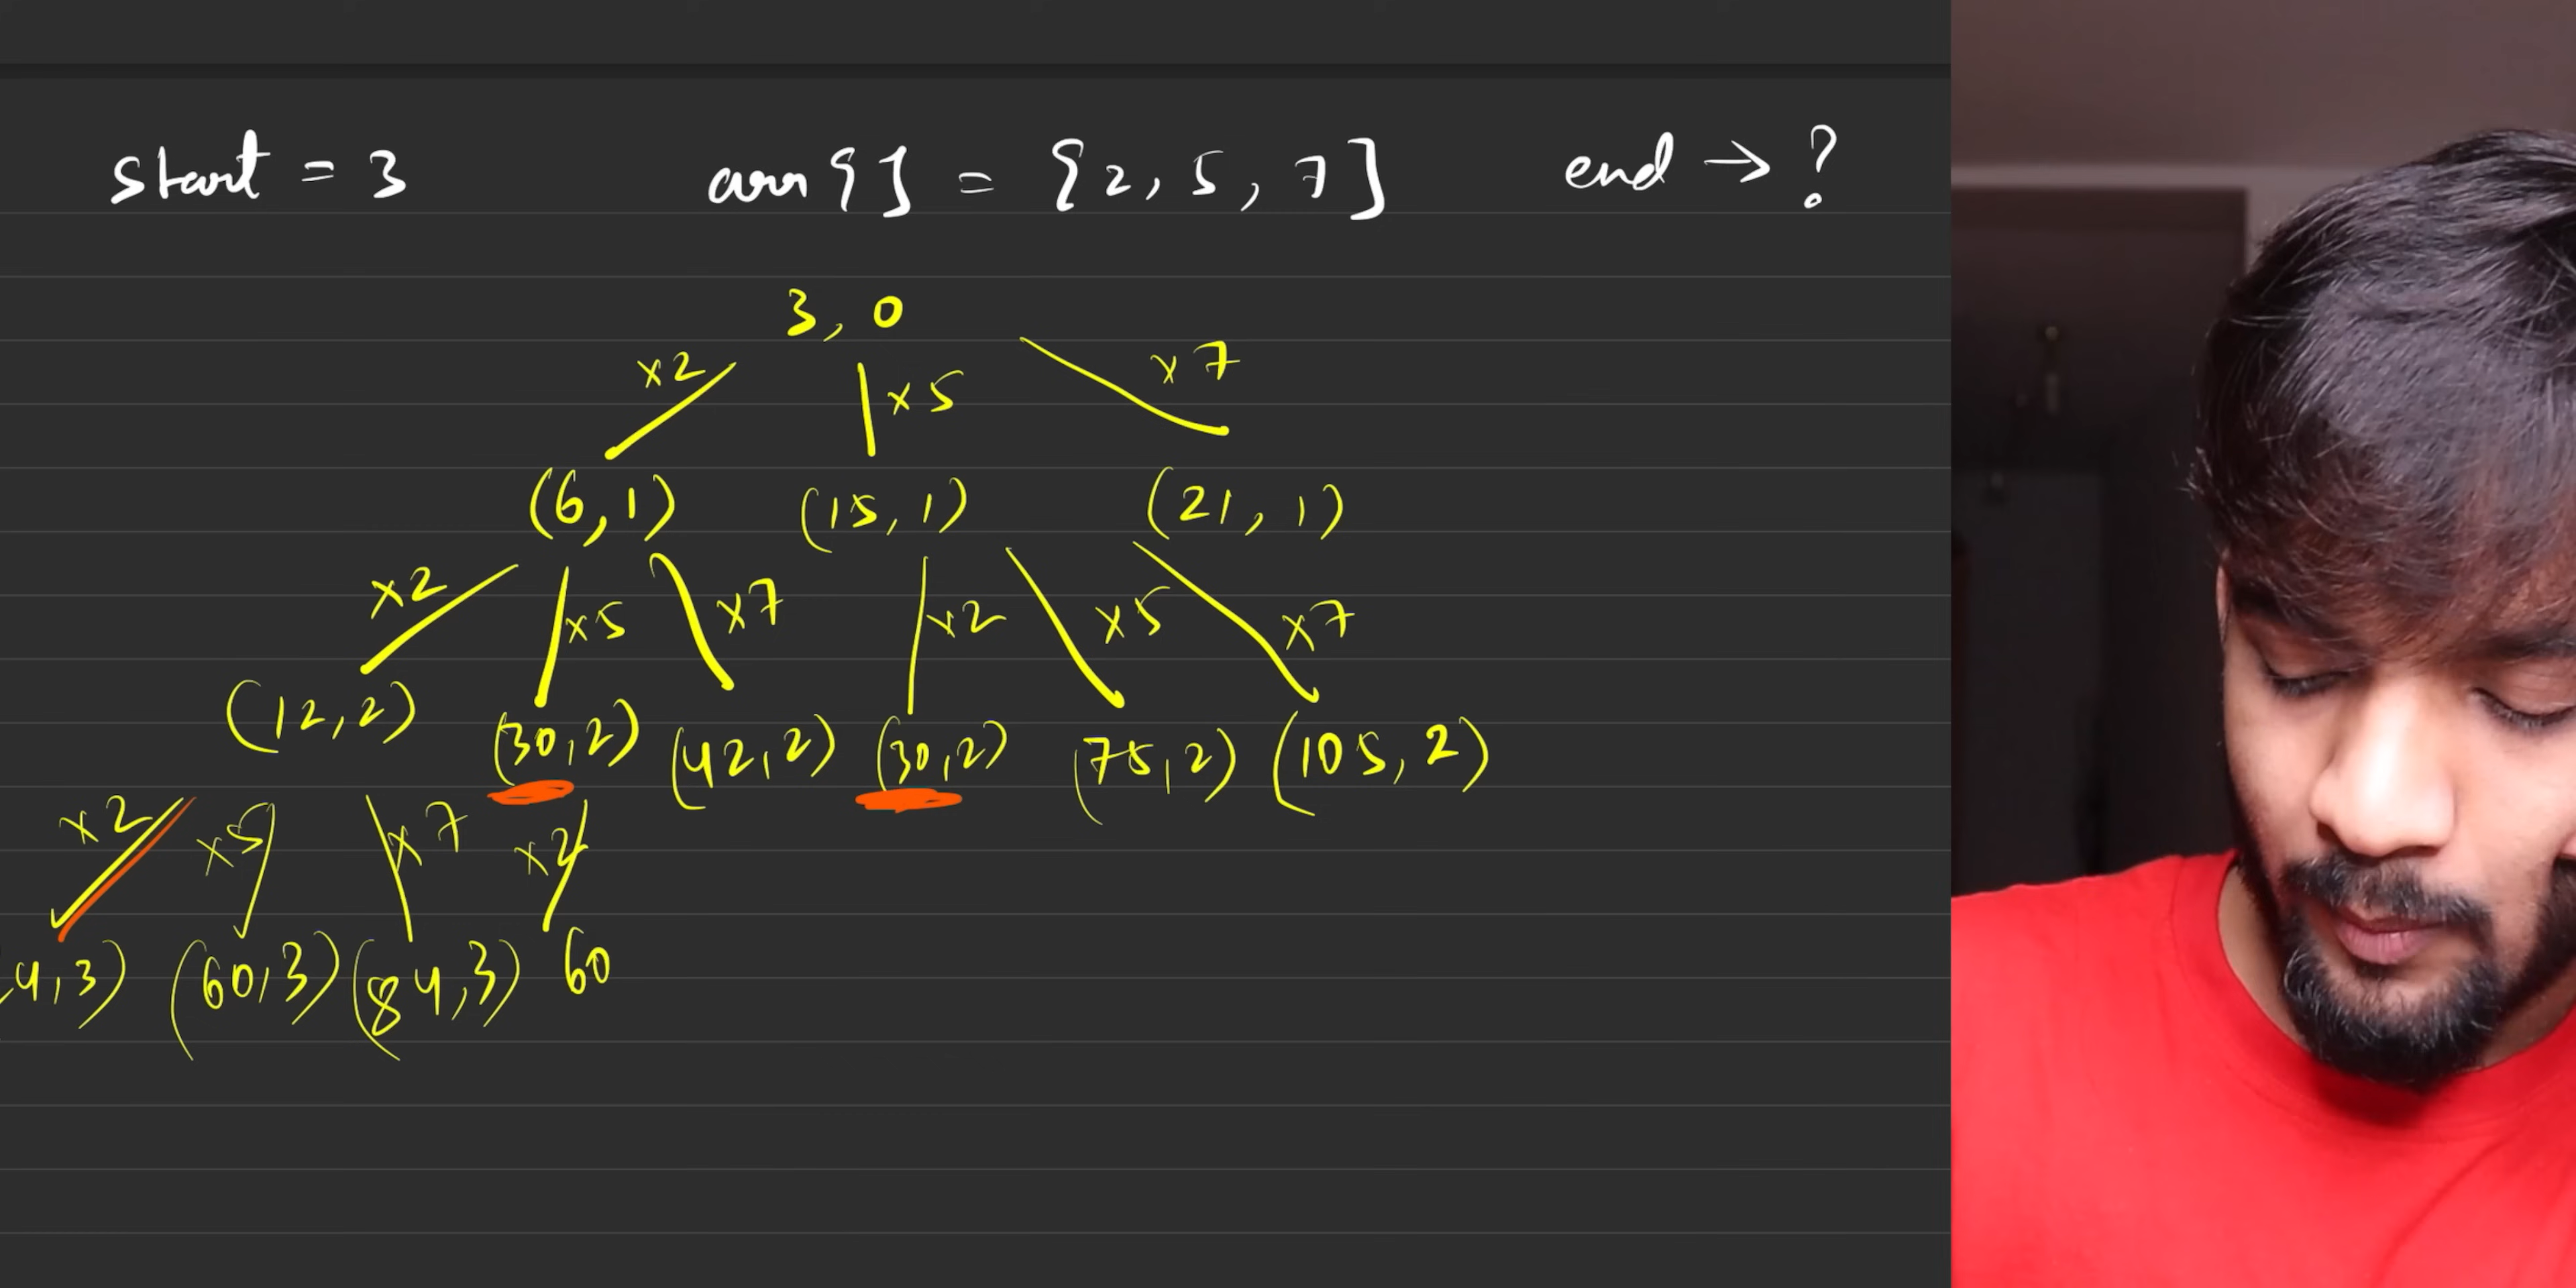 start = 3 arr{} = {2, 5, 7} end → ?
3, 0
x2 x5 x7
(6, 1) (15, 1) (21, 1)
x2 x5 x7 x2 x5 x7
(12, 2) (30, 2) (42, 2) (30, 2) (75, 2) (105, 2)
x2 x5 x7 x2
4, 3) (60, 3) (84, 3) 60